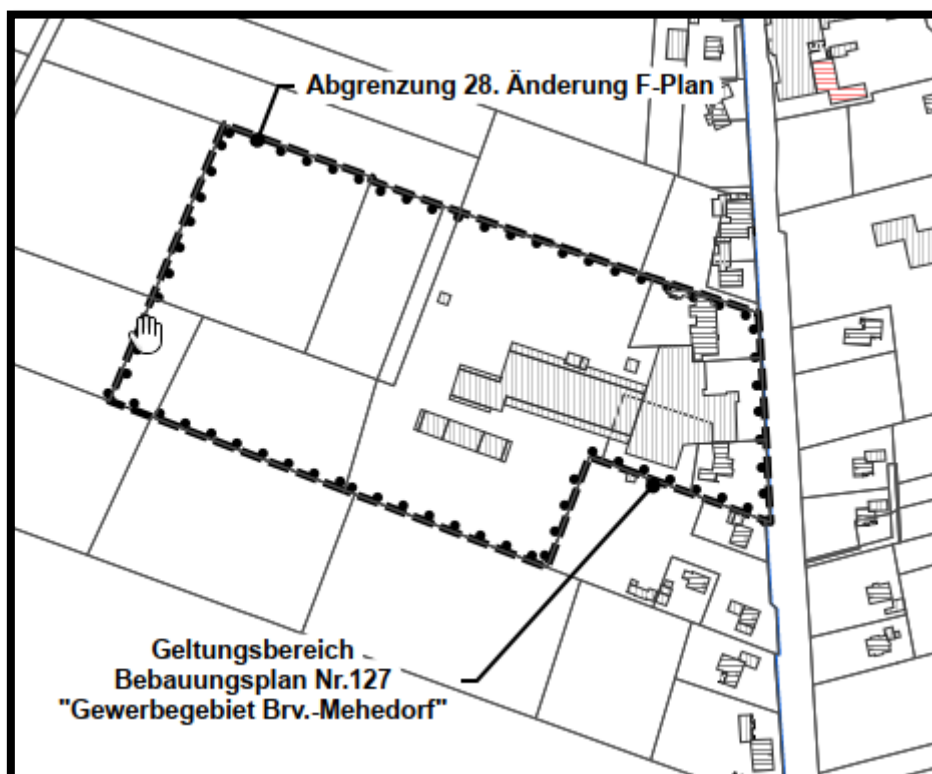 Abgrenzung 28. Änderung F-Plan
Geltungsbereich
Bebauungsplan Nr.127
"Gewerbegebiet Brv.-Mehedorf"